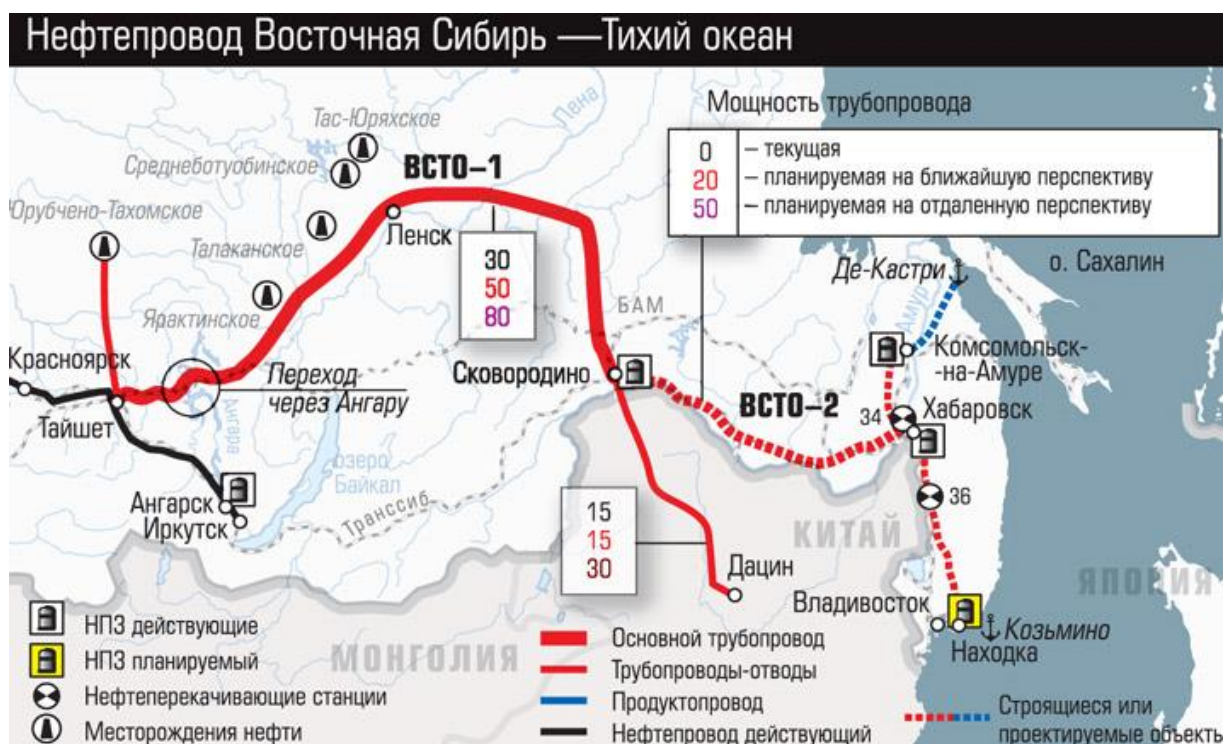 Нефтепровод Восточная Сибирь —Тихий океан
Мощность трубопровода
0 – текущая
20 – планируемая на ближайшую перспективу
50 – планируемая на отдаленную перспективу
Тас-Юряхское
Среднеботуобинское
Юрубчено-Тахомское
Талаканское
Ярактинское
Лена
ВСТО–1
Ленск
30
50
80
БАМ
Амур
Де-Кастри
о. Сахалин
Красноярск
Тайшет
Переход
через Ангару
Ангара
озеро
Байкал
Ангарск
Иркутск
Транссиб
Сковородино
ВСТО–2
Комсомольск-
-на-Амуре
34
Хабаровск
36
15
15
30
Дацин
КИТАЙ
МОНГОЛИЯ
ЯПОНИЯ
Владивосток
Козьмино
Находка
НПЗ действующие
НПЗ планируемый
Нефтеперекачивающие станции
Месторождения нефти
Основной трубопровод
Трубопроводы-отводы
Продуктопровод
Нефтепровод действующий
Строящиеся или
проектируемые объекты